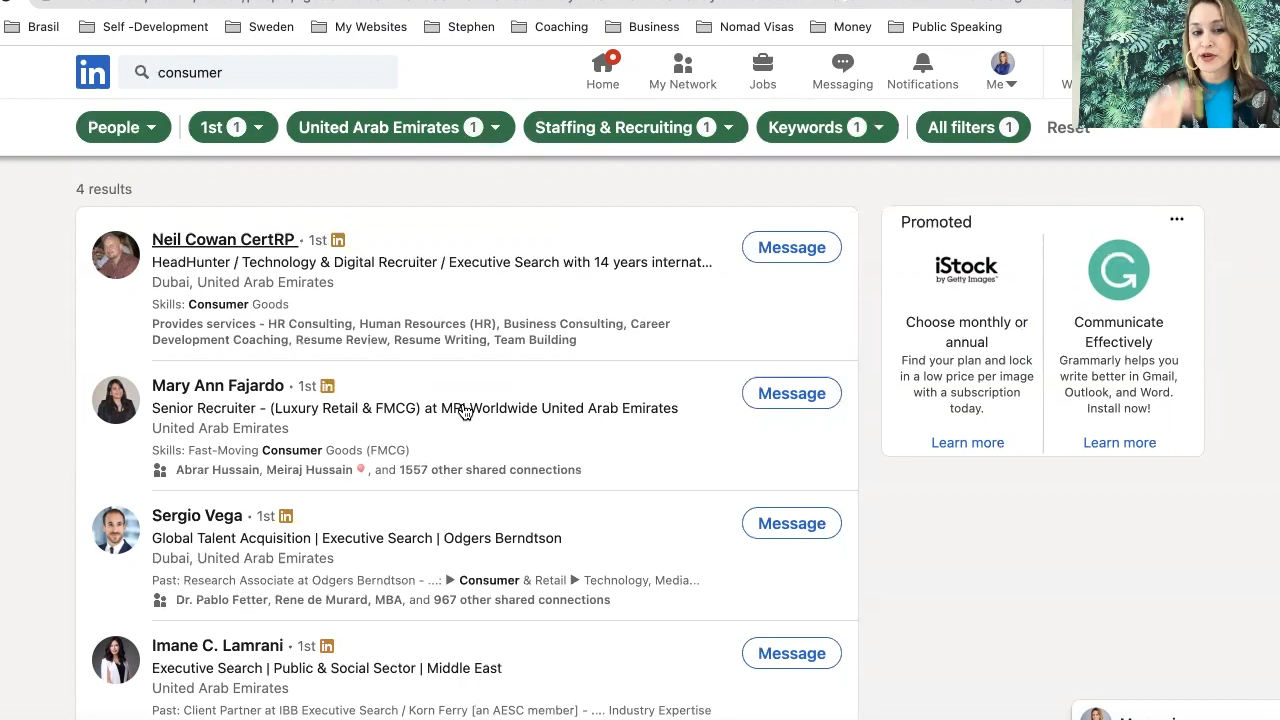 Brasil
Self -Development
Sweden
My Websites
Stephen
Coaching
Business
Nomad Visas
Money
Public Speaking
in
consumer
Home
My Network
Jobs
Messaging
Notifications
Me
W
People
1st 1
United Arab Emirates 1
Staffing & Recruiting 1
Keywords 1
All filters 1
Reset
4 results
Neil Cowan CertRP • 1st in
HeadHunter / Technology & Digital Recruiter / Executive Search with 14 years internat...
Dubai, United Arab Emirates
Skills: Consumer Goods
Provides services - HR Consulting, Human Resources (HR), Business Consulting, Career
Development Coaching, Resume Review, Resume Writing, Team Building
Message
Mary Ann Fajardo • 1st in
Senior Recruiter - (Luxury Retail & FMCG) at MRI Worldwide United Arab Emirates
United Arab Emirates
Skills: Fast-Moving Consumer Goods (FMCG)
Abrar Hussain, Meiraj Hussain , and 1557 other shared connections
Message
Sergio Vega • 1st in
Global Talent Acquisition | Executive Search | Odgers Berndtson
Dubai, United Arab Emirates
Past: Research Associate at Odgers Berndtson - ...: ▶ Consumer & Retail ▶ Technology, Media...
Dr. Pablo Fetter, Rene de Murard, MBA, and 967 other shared connections
Message
Imane C. Lamrani • 1st in
Executive Search | Public & Social Sector | Middle East
United Arab Emirates
Past: Client Partner at IBB Executive Search / Korn Ferry [an AESC member] - .... Industry Expertise
Message
Promoted
•••
iStock
by Getty Images
Choose monthly or
annual
Find your plan and lock
in a low price per image
with a subscription
today.
Learn more
G
Communicate
Effectively
Grammarly helps you
write better in Gmail,
Outlook, and Word.
Install now!
Learn more